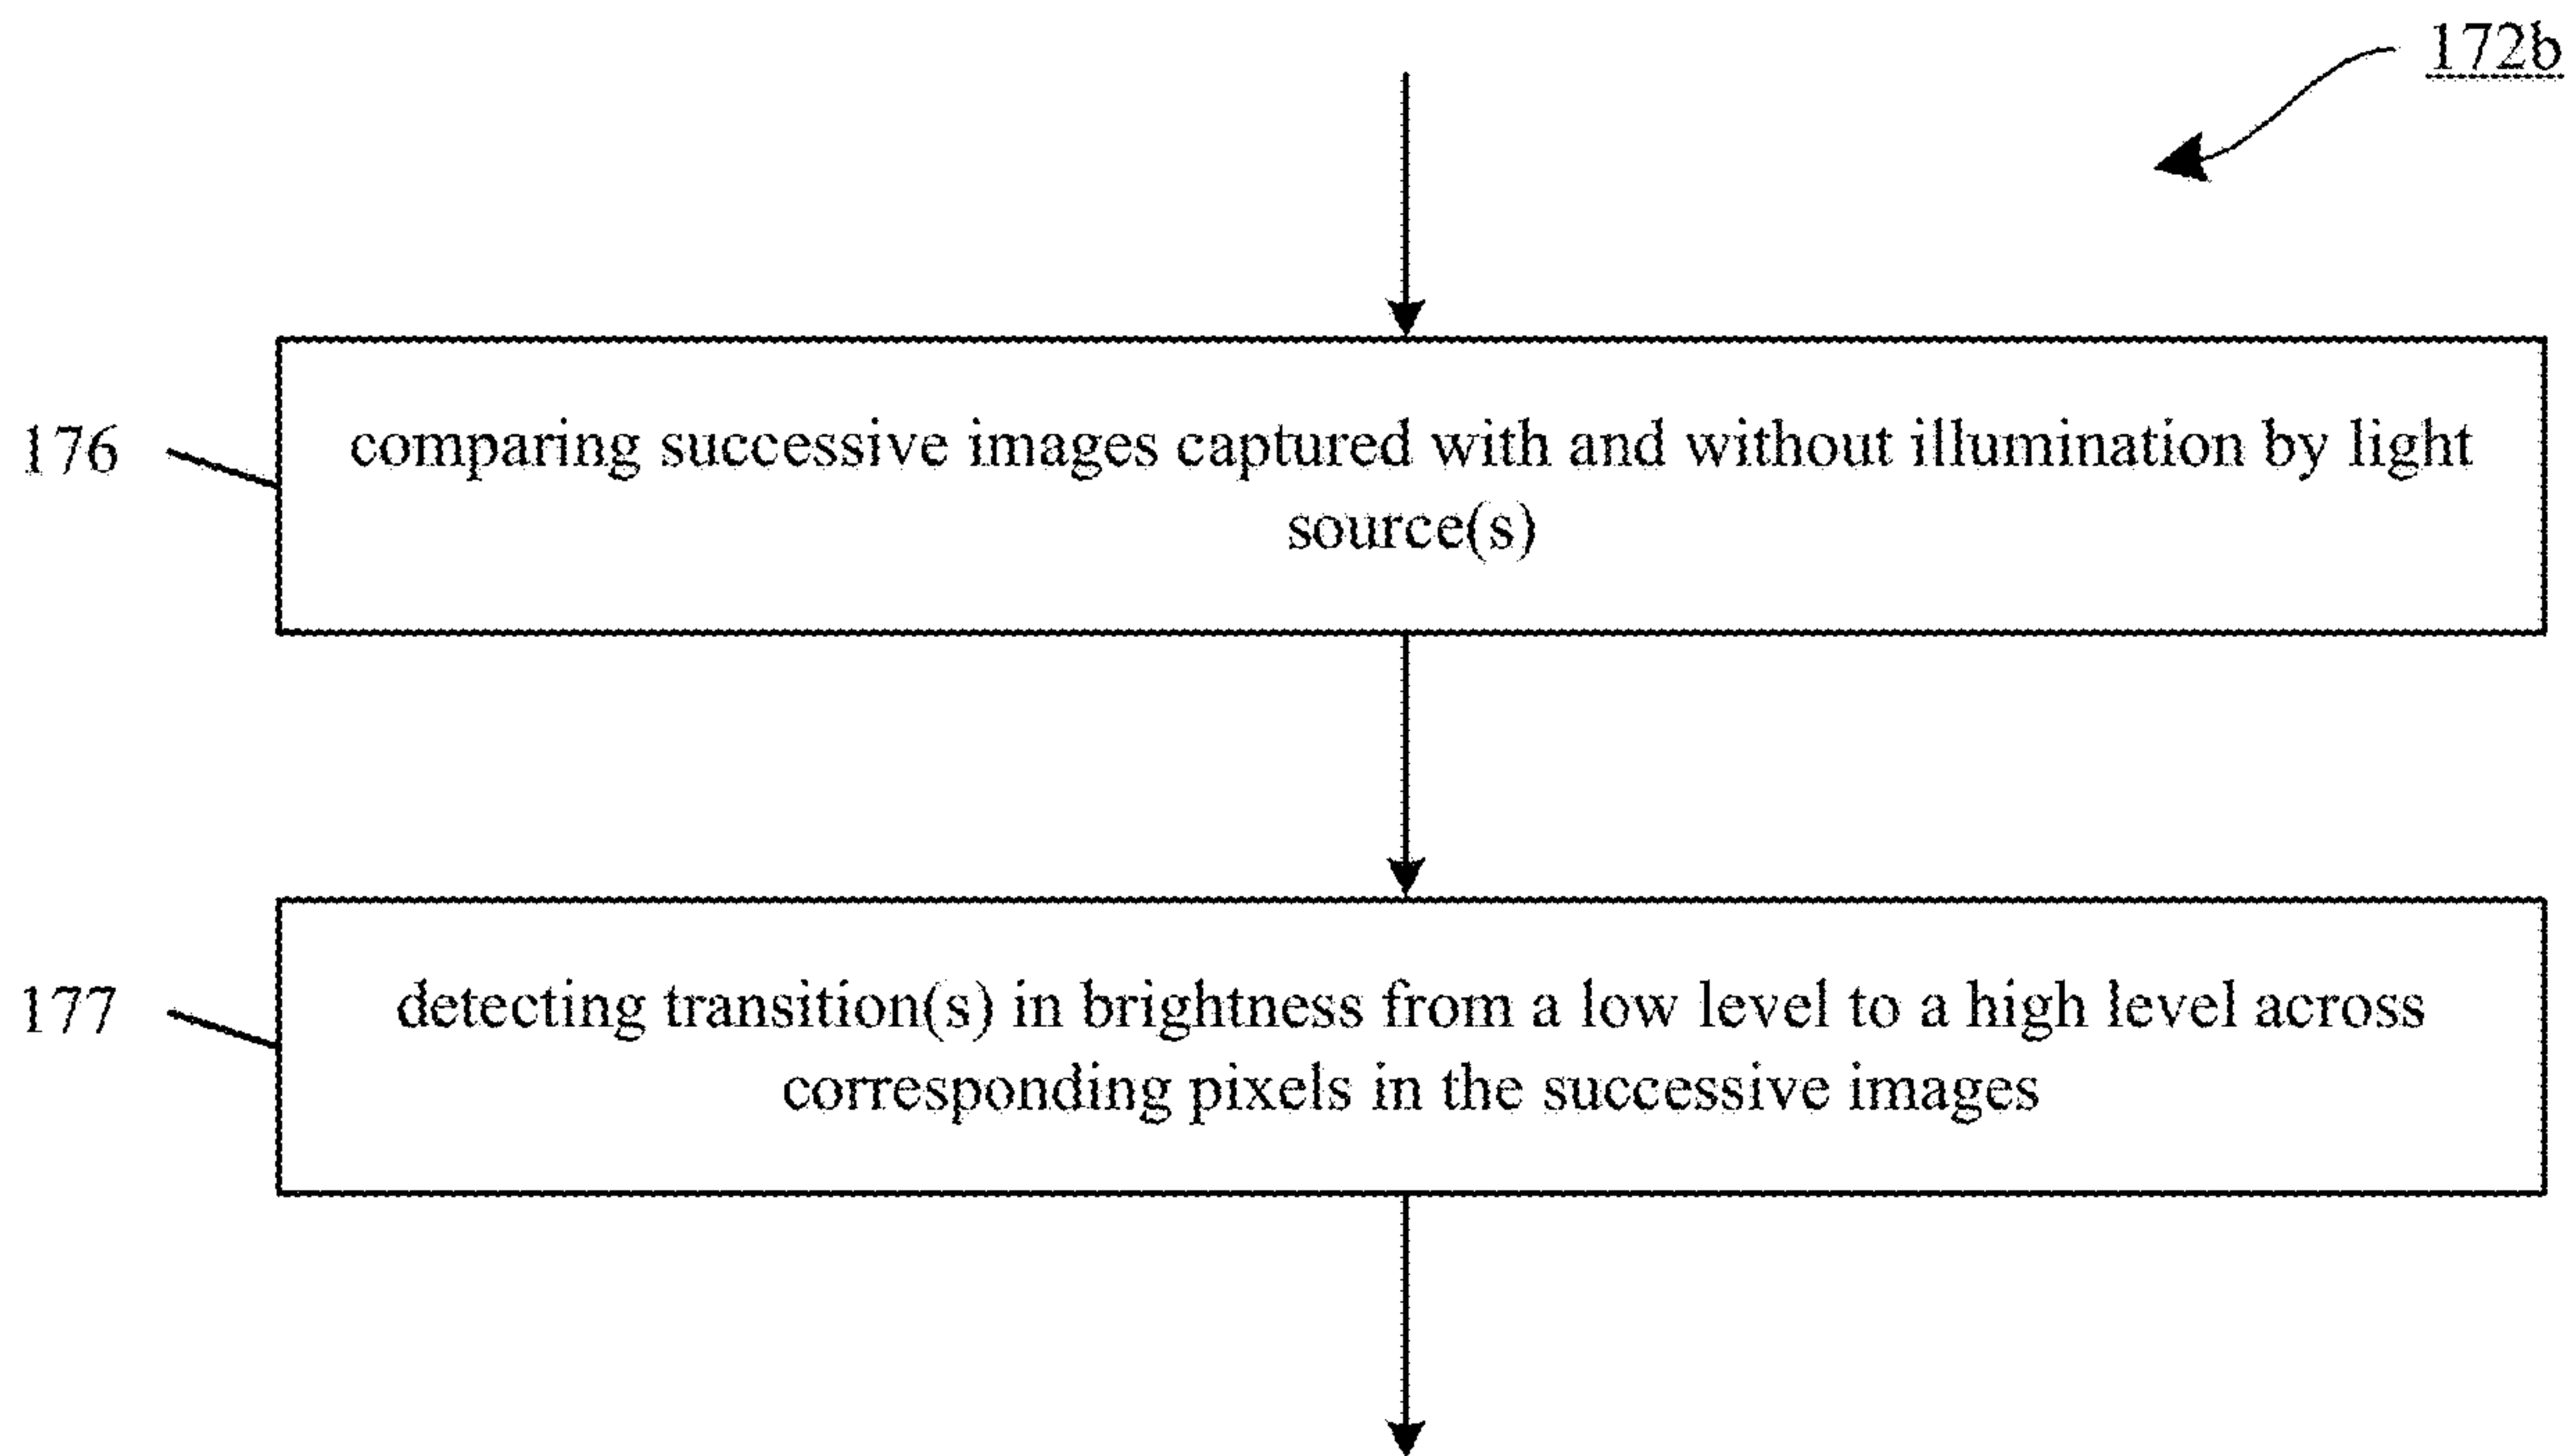 172b
176
comparing successive images captured with and without illumination by light
source(s)
177
detecting transition(s) in brightness from a low level to a high level across
corresponding pixels in the successive images